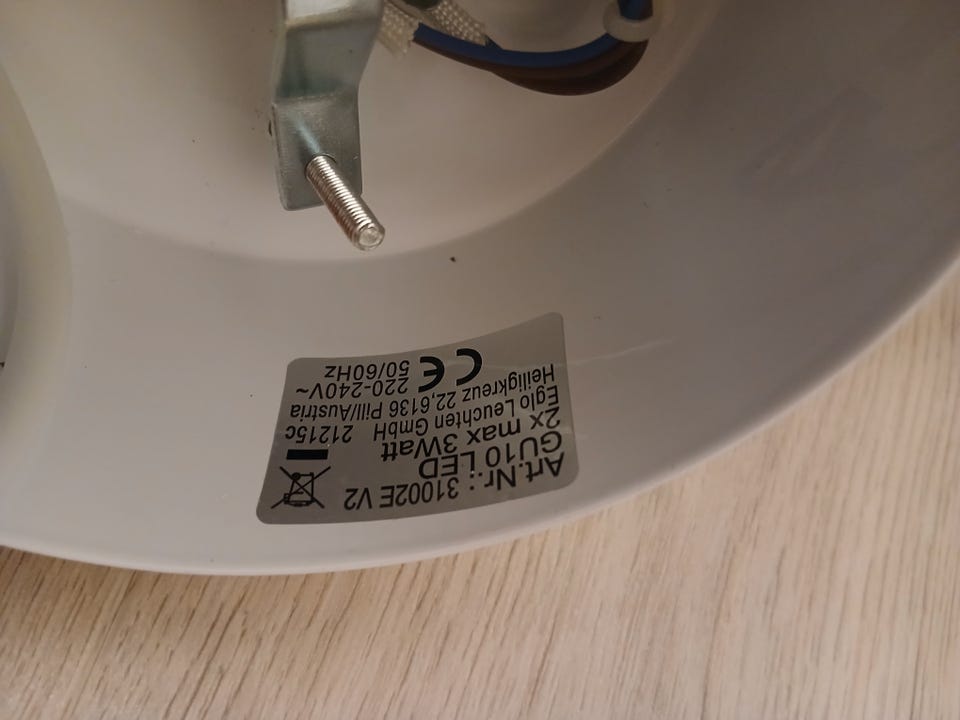 Art.Nr.: 31002E V2
GU10 LED
2x max 3Watt
Eglo Leuchten GmbH 21215c
Heiligkreuz 22,6136 Pill/Austria
CE 220-240V~
50/60Hz